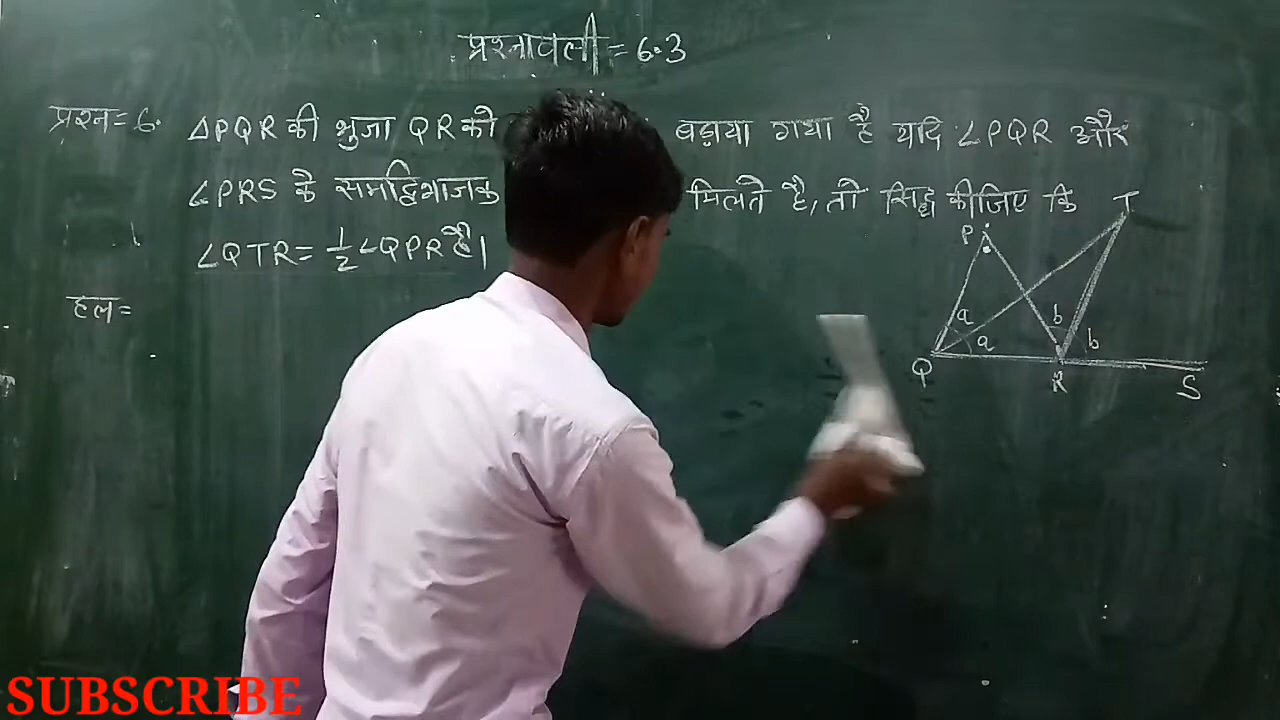 प्रश्नावली = 6.3
प्रश्न = 6. ΔPQR की भुजा QR को बड़ाया गया है यदि ∠PQR और
∠PRS के समद्विभाजक मिलते है, तो सिद्ध कीजिए कि
∠QTR = 1/2 ∠QPR है।
हल =
T
P
a
b
a
b
Q
R
S
SUBSCRIBE